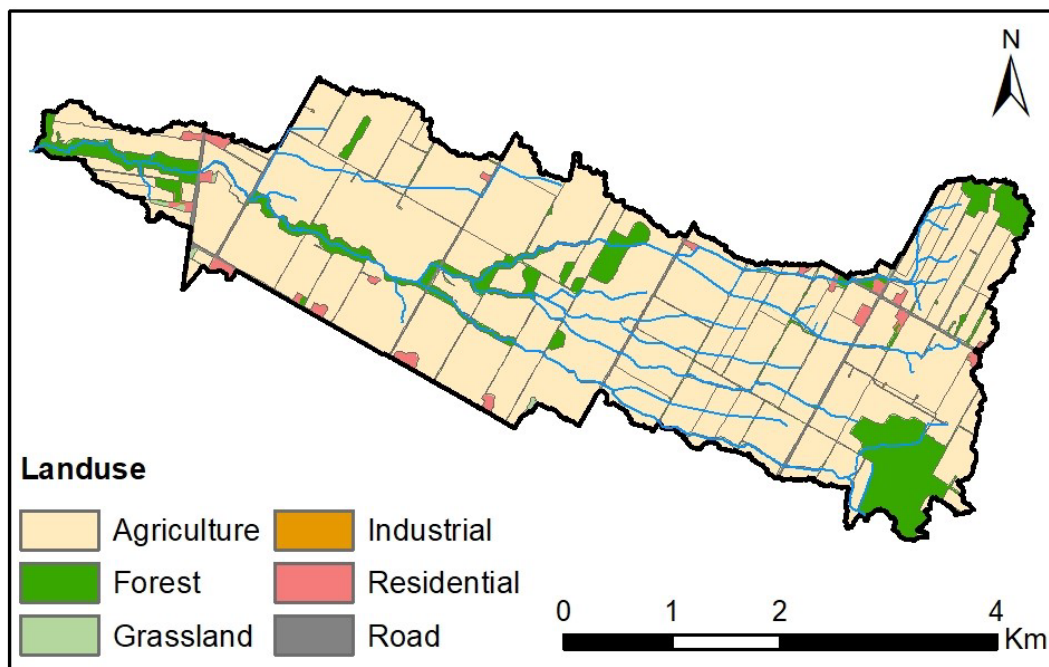 N
Landuse
Agriculture Industrial
Forest Residential
Grassland Road
0 1 2 4
Km